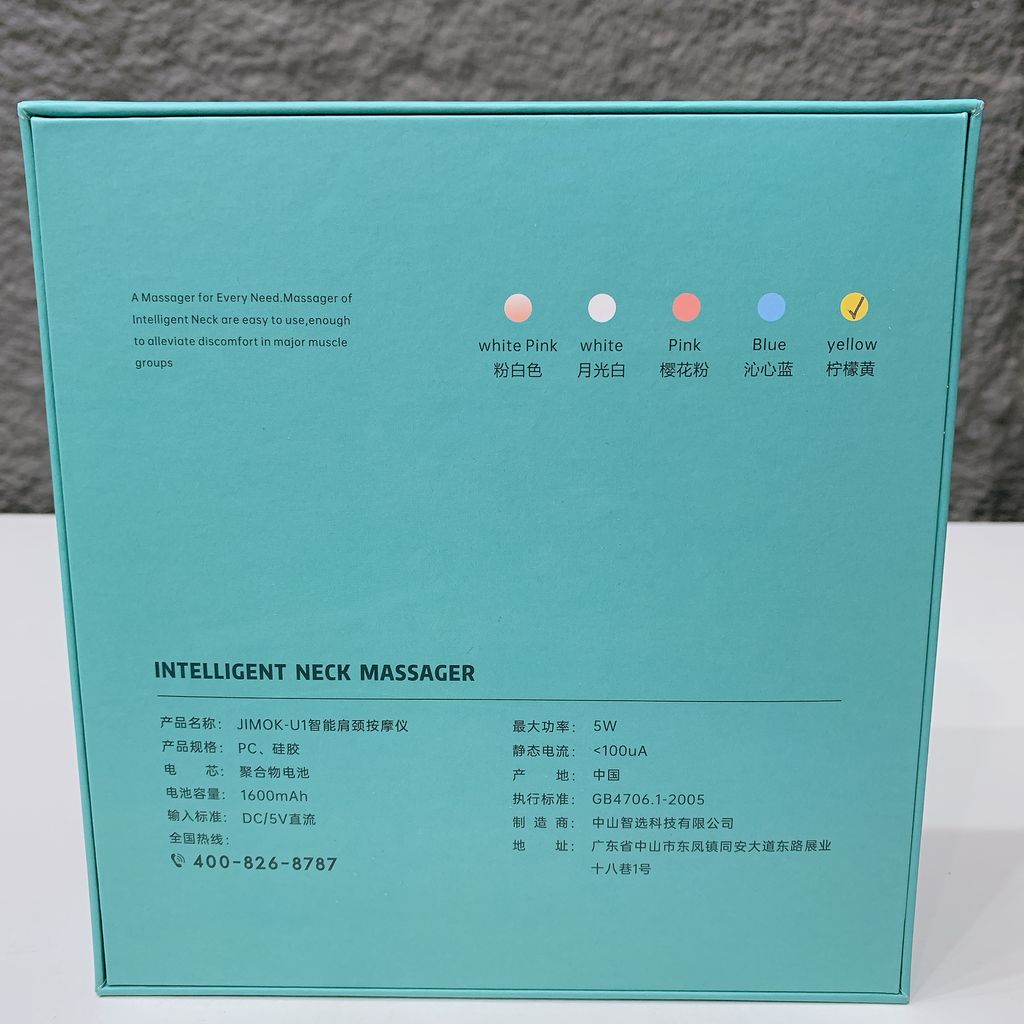 A Massager for Every Need.Massager of
Intelligent Neck are easy to use,enough
to alleviate discomfort in major muscle
groups
white Pink white Pink Blue yellow
粉白色 月光白 樱花粉 沁心蓝 柠檬黄
INTELLIGENT NECK MASSAGER
产品名称： JIMOK-U1智能肩颈按摩仪
产品规格： PC、硅胶
电 芯： 聚合物电池
电池容量： 1600mAh
输入标准： DC/5V直流
全国热线：
400-826-8787
最大功率： 5W
静态电流： <100uA
产 地： 中国
执行标准： GB4706.1-2005
制 造 商： 中山智选科技有限公司
地 址： 广东省中山市东凤镇同安大道东路展业
十八巷1号